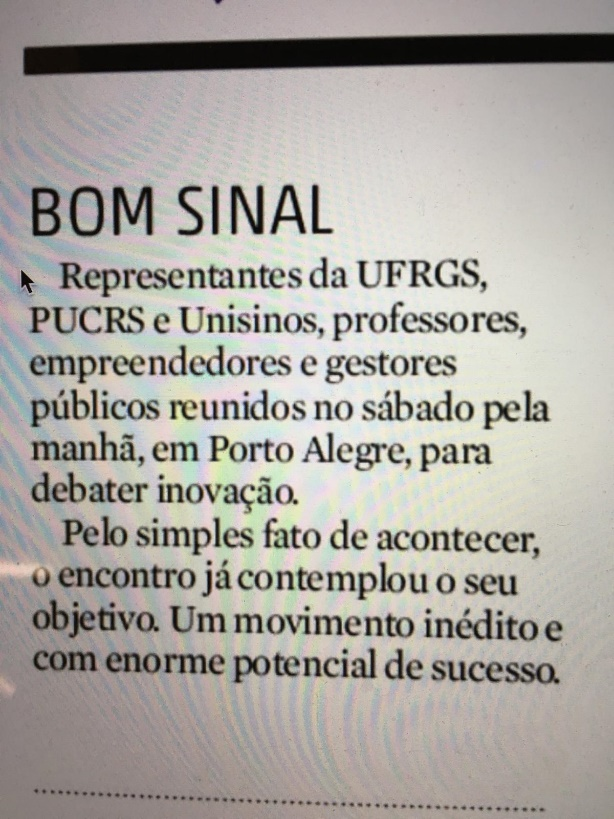 BOM SINAL
Representantes da UFRGS,
PUCRS e Unisinos, professores,
empreendedores e gestores
públicos reunidos no sábado pela
manhã, em Porto Alegre, para
debater inovação.
Pelo simples fato de acontecer,
o encontro já contemplou o seu
objetivo. Um movimento inédito e
com enorme potencial de sucesso.